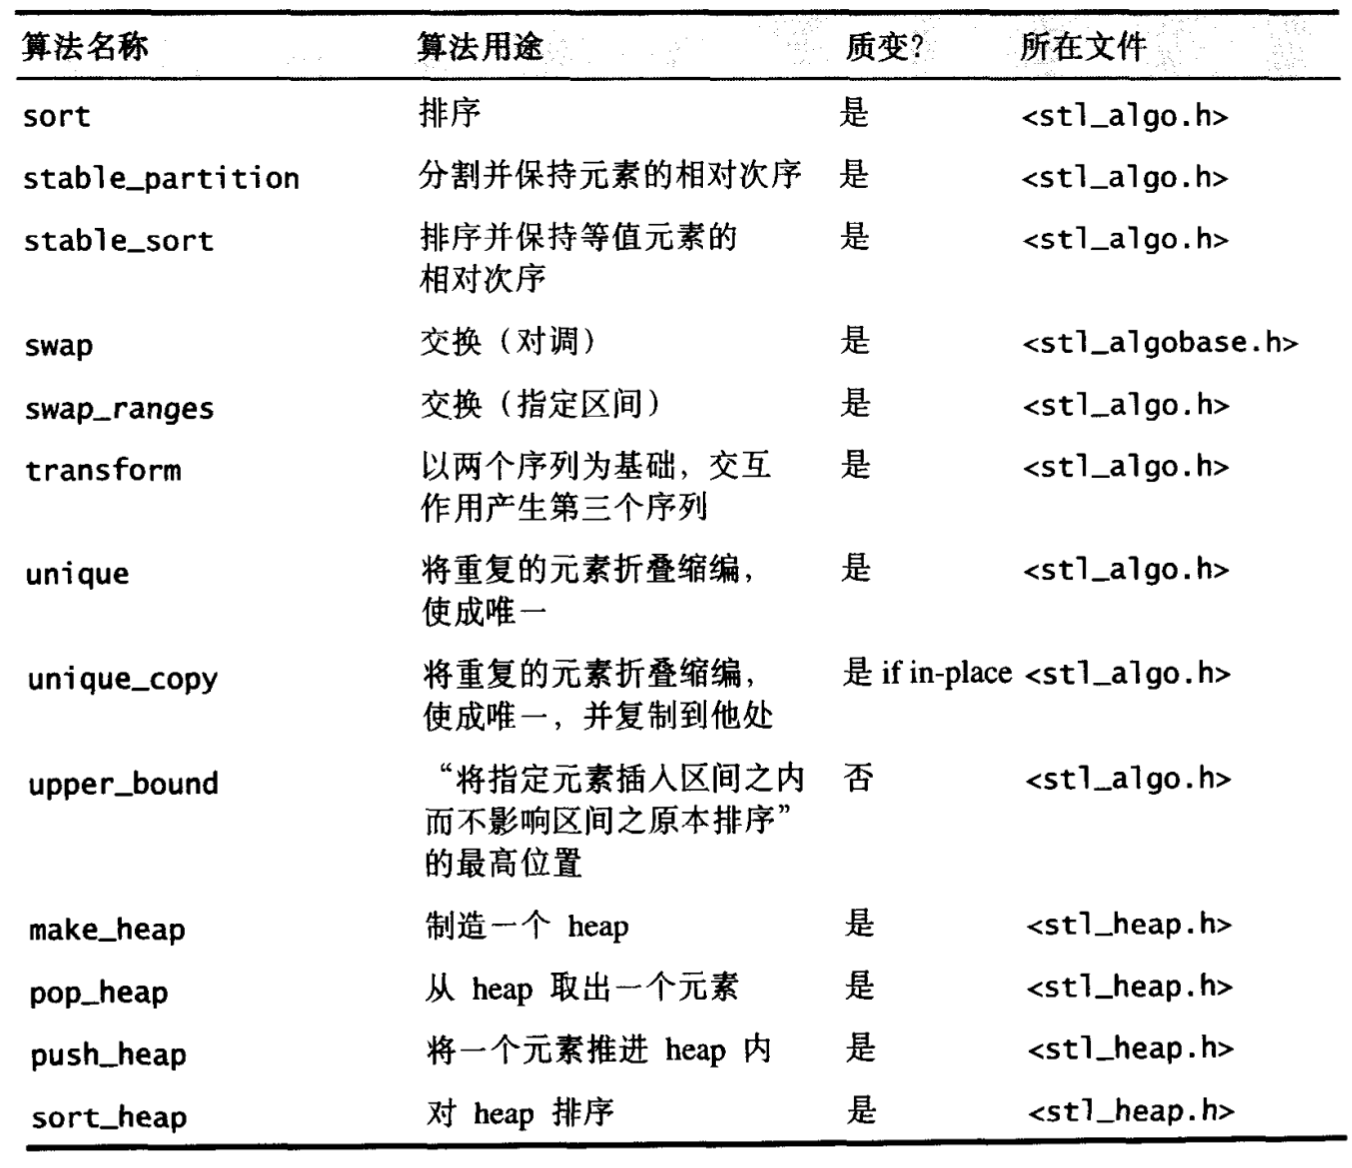 算法名称 算法用途 质变? 所在文件
sort 排序 是 <stl_algo.h>
stable_partition 分割并保持元素的相对次序 是 <stl_algo.h>
stable_sort 排序并保持等值元素的 是 <stl_algo.h>
相对次序
swap 交换（对调） 是 <stl_algobase.h>
swap_ranges 交换（指定区间） 是 <stl_algo.h>
transform 以两个序列为基础，交互 是 <stl_algo.h>
作用产生第三个序列
unique 将重复的元素折叠缩编， 是 <stl_algo.h>
使成唯一
unique_copy 将重复的元素折叠缩编， 是 if in-place <stl_algo.h>
使成唯一，并复制到他处
upper_bound “将指定元素插入区间之内 否 <stl_algo.h>
而不影响区间之原本排序”
的最高位置
make_heap 制造一个 heap 是 <stl_heap.h>
pop_heap 从 heap 取出一个元素 是 <stl_heap.h>
push_heap 将一个元素推进 heap 内 是 <stl_heap.h>
sort_heap 对 heap 排序 是 <stl_heap.h>